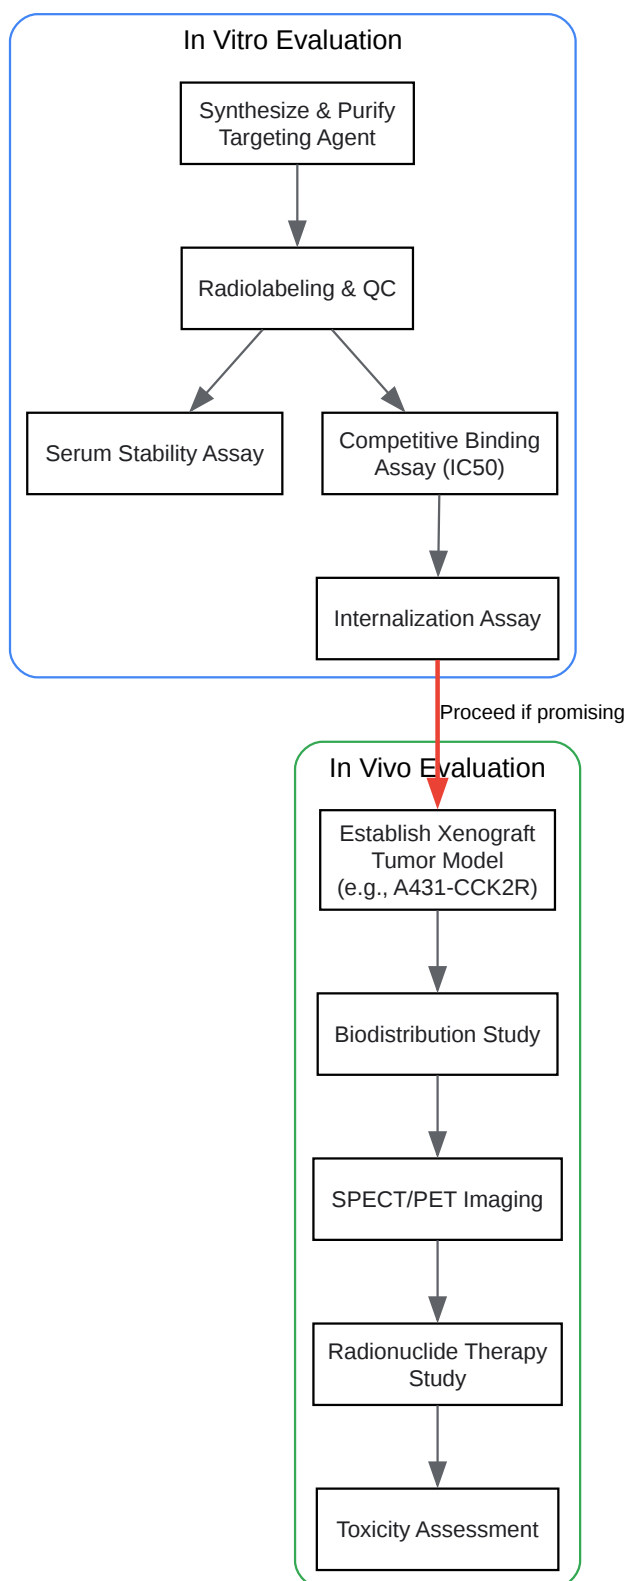 In Vitro Evaluation
Synthesize & Purify
Targeting Agent
Radiolabeling & QC
Serum Stability Assay
Competitive Binding
Assay (IC50)
Internalization Assay
Proceed if promising
In Vivo Evaluation
Establish Xenograft
Tumor Model
(e.g., A431-CCK2R)
Biodistribution Study
SPECT/PET Imaging
Radionuclide Therapy
Study
Toxicity Assessment